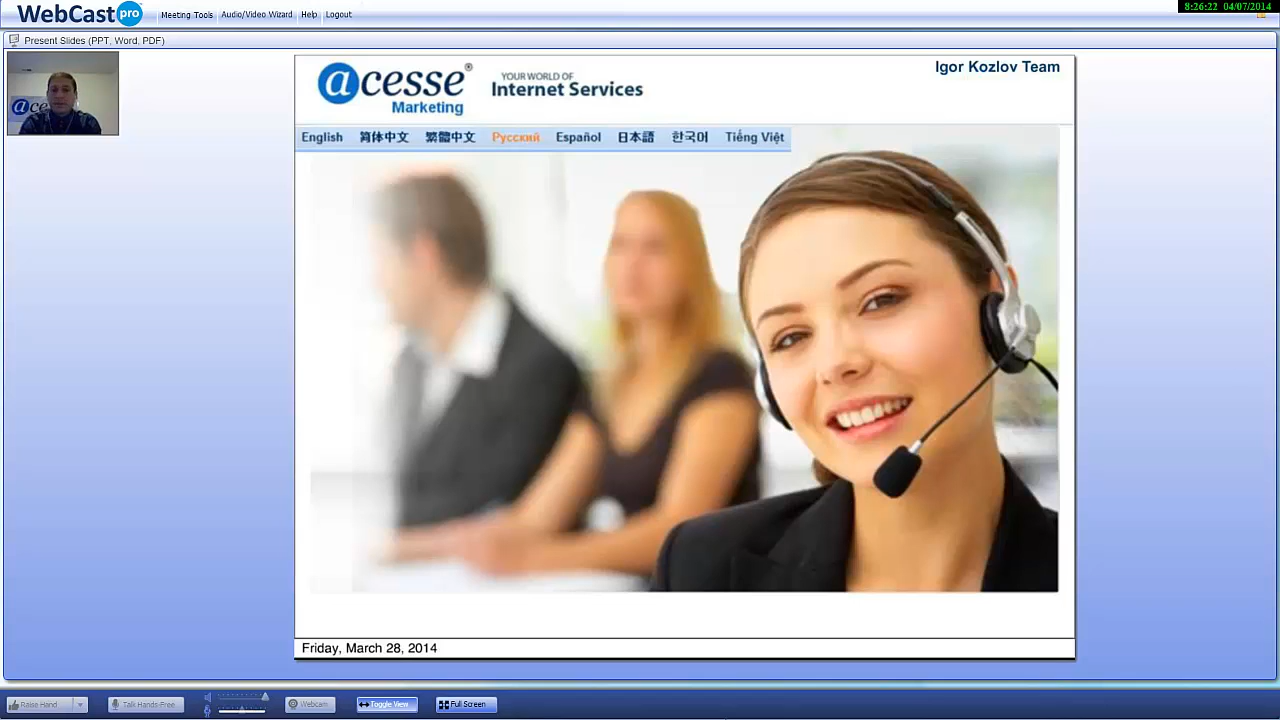 WebCast pro
Meeting Tools Audio/Video Wizard Help Logout
8:26:22 04/07/2014
Present Slides (PPT, Word, PDF)
acesse®
Marketing
YOUR WORLD OF
Internet Services
Igor Kozlov Team
English 简体中文 繁體中文 Русский Español 日本語 한국어 Tiếng Việt
Friday, March 28, 2014
Raise Hand Talk Hands-Free Webcam Toggle View Full Screen